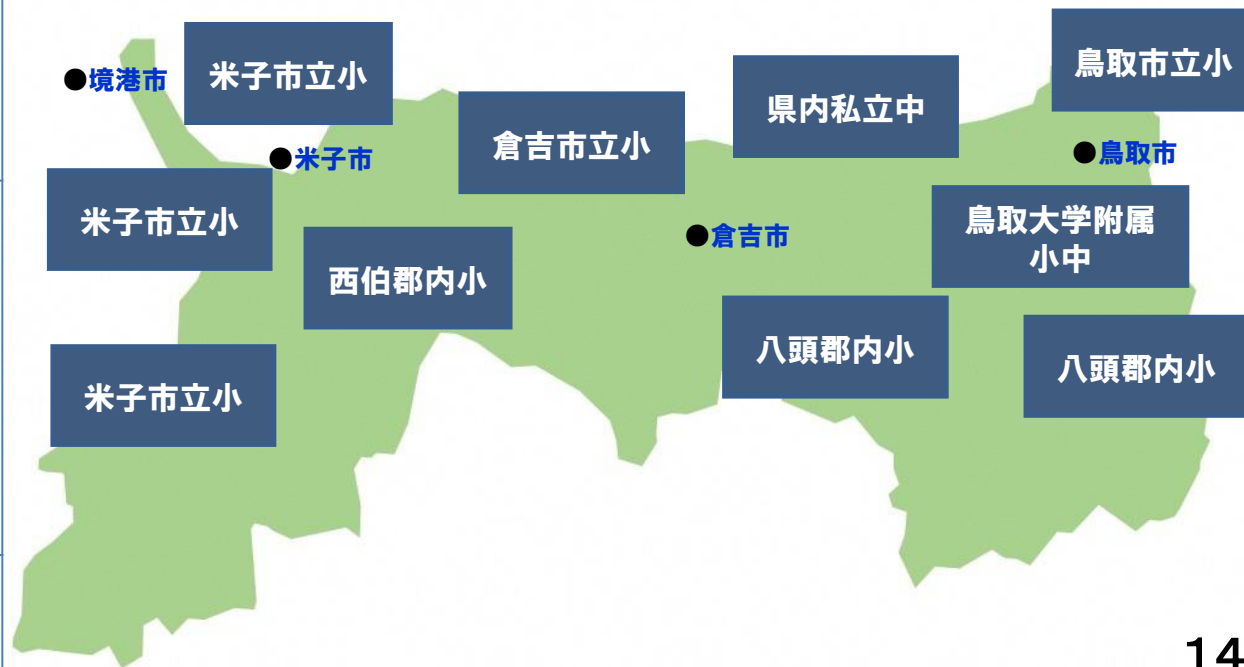 鳥取市立小
米子市立小
●境港市
県内私立中
倉吉市立小
●米子市
●鳥取市
米子市立小
鳥取大学附属
小中
●倉吉市
西伯郡内小
八頭郡内小
八頭郡内小
米子市立小
14